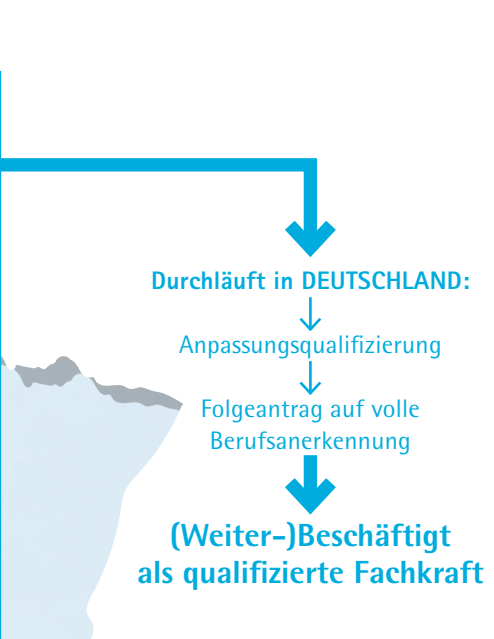 Durchläuft in DEUTSCHLAND:
Anpassungsqualifizierung
Folgeantrag auf volle
Berufsanerkennung
(Weiter-)Beschäftigt
als qualifizierte Fachkraft